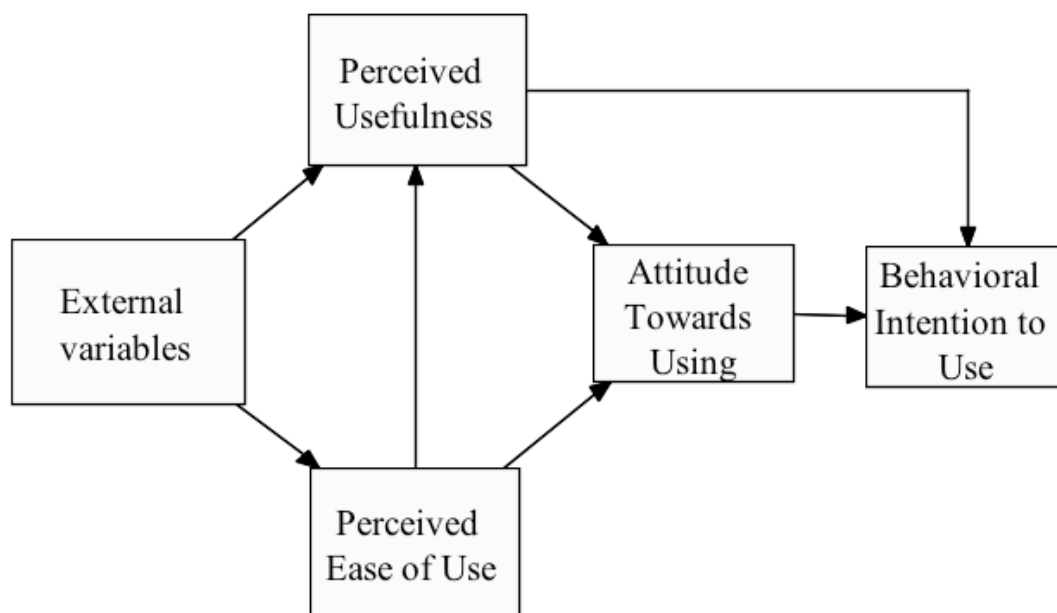 Perceived
Usefulness
External
variables
Attitude
Towards
Using
Behavioral
Intention to
Use
Perceived
Ease of Use